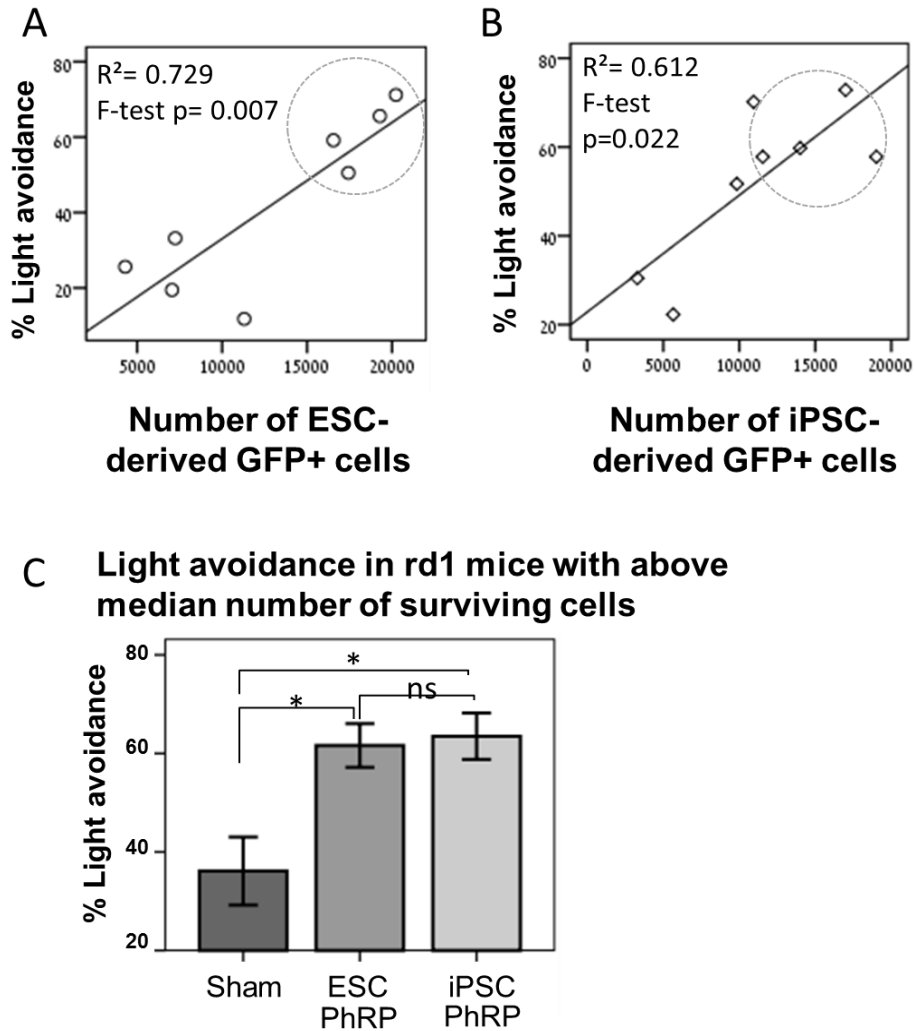 A
R²= 0.729
F-test p= 0.007
80
60
40
20
% Light avoidance
5000 10000 15000 20000
Number of ESC-
derived GFP+ cells
B
R²= 0.612
F-test
p=0.022
80
60
40
20
% Light avoidance
0 5000 10000 15000 20000
Number of iPSC-
derived GFP+ cells
C
Light avoidance in rd1 mice with above
median number of surviving cells
80
60
40
20
% Light avoidance
*
*
ns
Sham ESC iPSC
PhRP PhRP